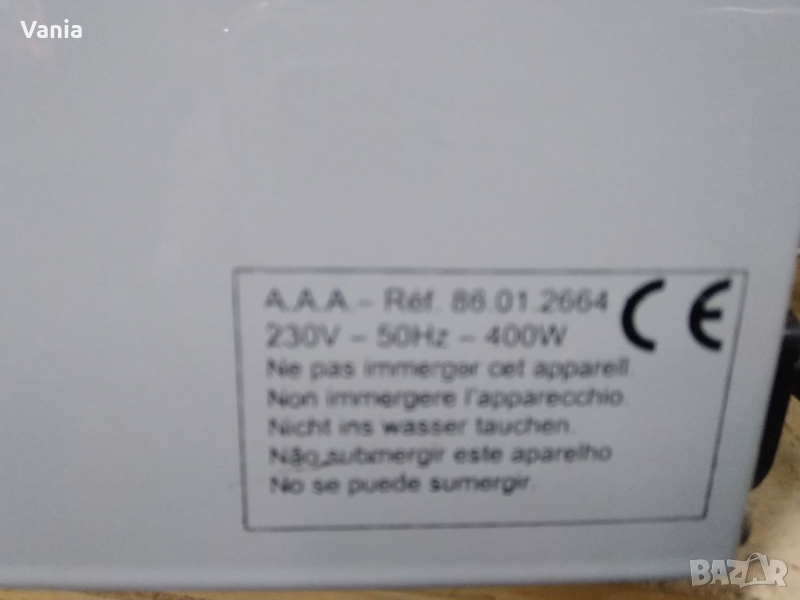 Vania
A.A.A. – Réf. 86.01.2664
230V – 50Hz – 400W
CE
Ne pas immerger cet appareil.
Non immergere l'apparecchio.
Nicht ins wasser tauchen.
Não submergir este aparelho
No se puede sumergir.
BAZAR